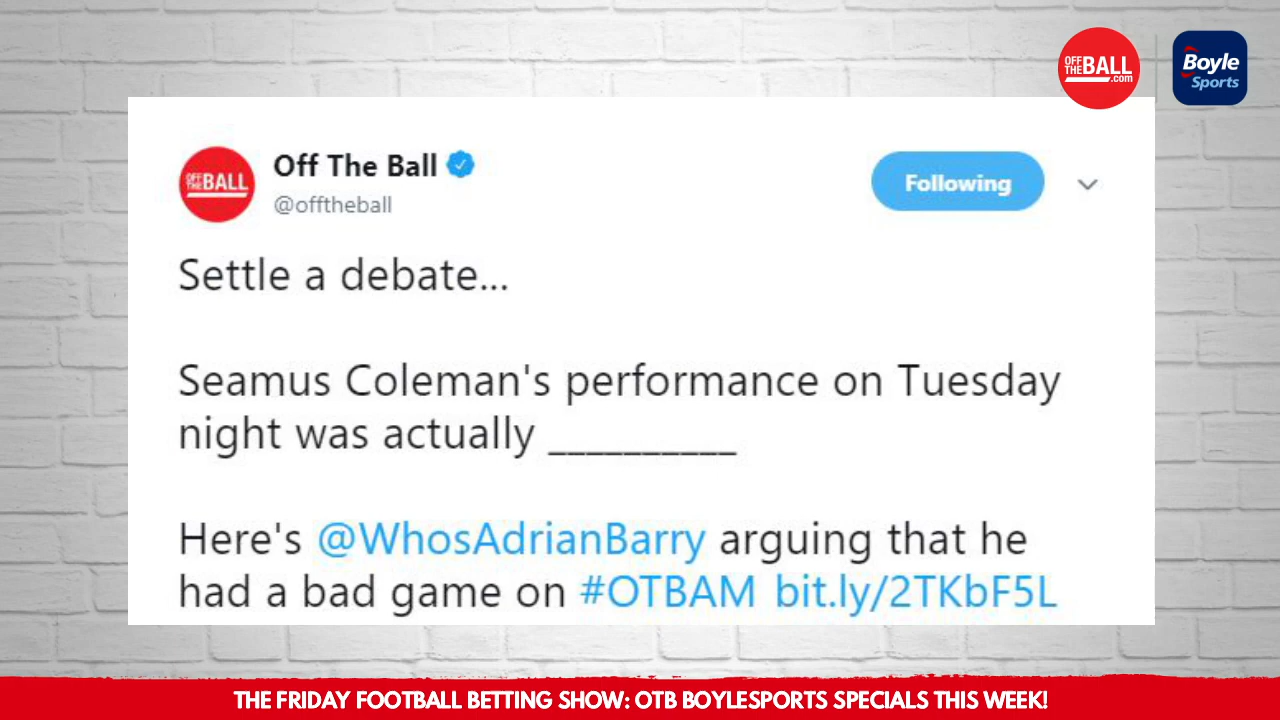 OFF THE BALL .com
Boyle Sports
OFF THE BALL
Off The Ball
@offtheball
Following
Settle a debate...
Seamus Coleman's performance on Tuesday
night was actually __________
Here's @WhosAdrianBarry arguing that he
had a bad game on #OTBAM bit.ly/2TKbF5L
THE FRIDAY FOOTBALL BETTING SHOW: OTB BOYLESPORTS SPECIALS THIS WEEK!